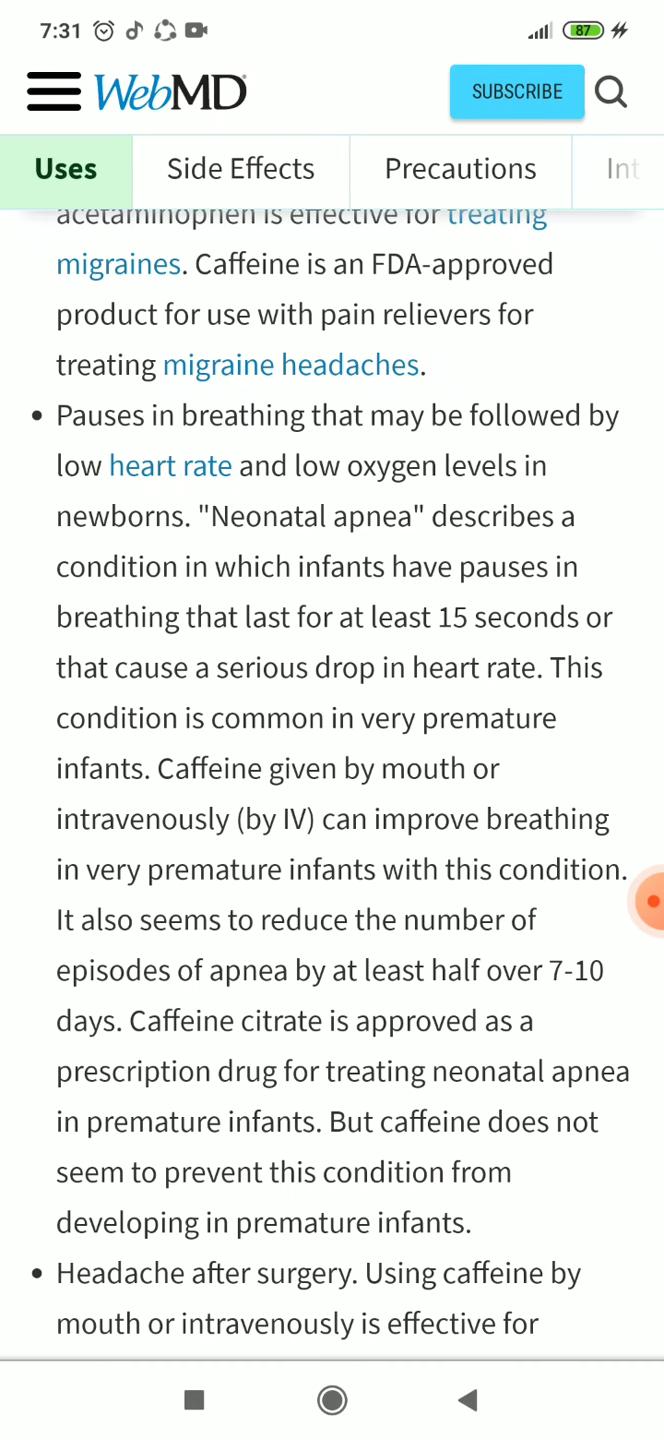 7:31
87
WebMD
SUBSCRIBE
Uses
Side Effects
Precautions
Int
acetaminophen is effective for treating
migraines. Caffeine is an FDA-approved
product for use with pain relievers for
treating migraine headaches.
• Pauses in breathing that may be followed by
low heart rate and low oxygen levels in
newborns. "Neonatal apnea" describes a
condition in which infants have pauses in
breathing that last for at least 15 seconds or
that cause a serious drop in heart rate. This
condition is common in very premature
infants. Caffeine given by mouth or
intravenously (by IV) can improve breathing
in very premature infants with this condition.
It also seems to reduce the number of
episodes of apnea by at least half over 7-10
days. Caffeine citrate is approved as a
prescription drug for treating neonatal apnea
in premature infants. But caffeine does not
seem to prevent this condition from
developing in premature infants.
• Headache after surgery. Using caffeine by
mouth or intravenously is effective for